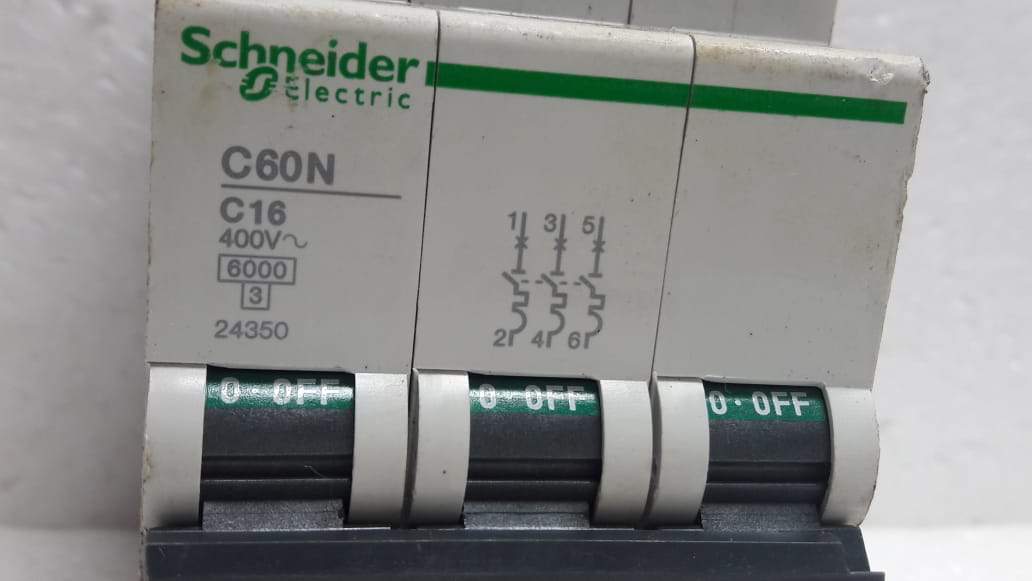 Schneider
Electric
C60N
C16
400V~
6000
3
24350
1 3 5
2 4 6
0 · OFF
0 · OFF
0 · OFF